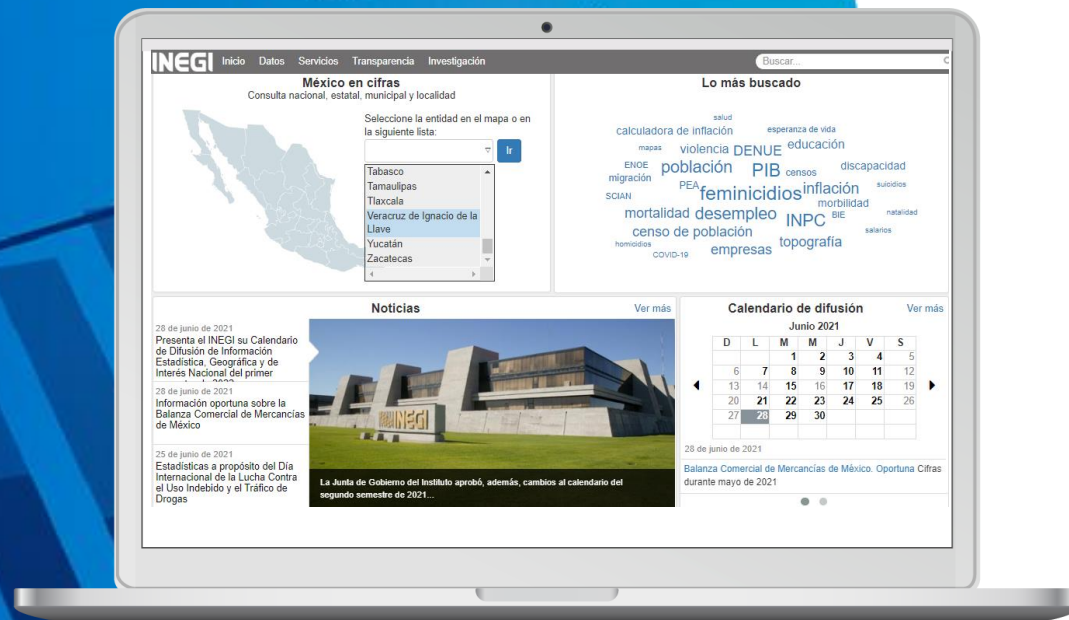 INEGI Inicio Datos Servicios Transparencia Investigación Buscar...
México en cifras
Consulta nacional, estatal, municipal y localidad
Seleccione la entidad en el mapa o en
la siguiente lista:
Ir
Tabasco
Tamaulipas
Tlaxcala
Veracruz de Ignacio de la
Llave
Yucatán
Zacatecas
Lo más buscado
salud
calculadora de inflación esperanza de vida
mapas violencia DENUE educación
ENOE población PIB censos discapacidad
migración
SCIAN PEA feminicidios inflación suicidios
morbilidad
mortalidad desempleo INPC BIE natalidad
censo de población salarios
homicidios COVID-19 empresas topografía
Noticias Ver más
28 de junio de 2021
Presenta el INEGI su Calendario
de Difusión de Información
Estadística, Geográfica y de
Interés Nacional del primer
28 de junio de 2021
Información oportuna sobre la
Balanza Comercial de Mercancías
de México
25 de junio de 2021
Estadísticas a propósito del Día
Internacional de la Lucha Contra
el Uso Indebido y el Tráfico de
Drogas
INEGI
La Junta de Gobierno del Instituto aprobó, además, cambios al calendario del
segundo semestre de 2021...
Calendario de difusión Ver más
Junio 2021
D L M M J V S
1 2 3 4 5
6 7 8 9 10 11 12
13 14 15 16 17 18 19
20 21 22 23 24 25 26
27 28 29 30
28 de junio de 2021
Balanza Comercial de Mercancías de México. Oportuna Cifras
durante mayo de 2021